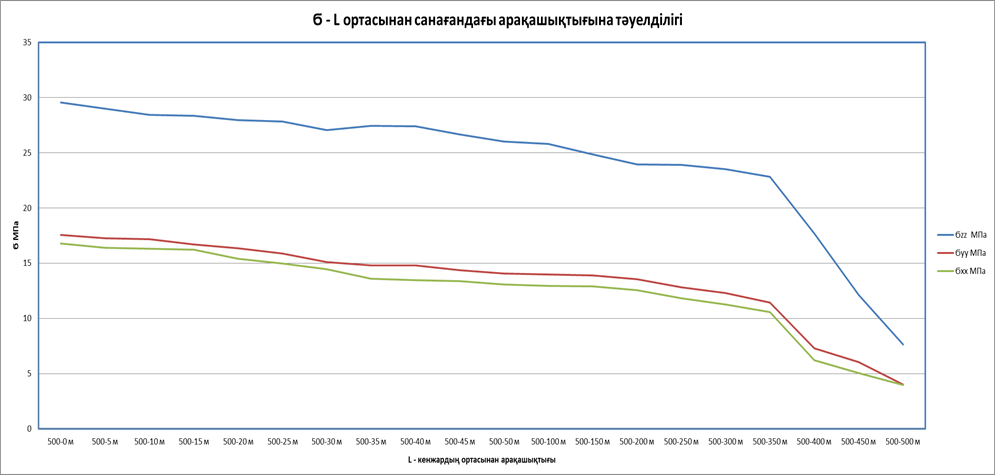 Ϭ - L ортасынан санағандағы арақашықтығына тәуелділігі
35
30
25
20
15
10
5
0
Ϭ МПа
500-0 м 500-5 м 500-10 м 500-15 м 500-20 м 500-25 м 500-30 м 500-35 м 500-40 м 500-45 м 500-50 м 500-100 м 500-150 м 500-200 м 500-250 м 500-300 м 500-350 м 500-400 м 500-450 м 500-500 м
L - кенжардың ортасынан арақашықтығы
Ϭzz МПа
Ϭyy МПа
Ϭxx МПа